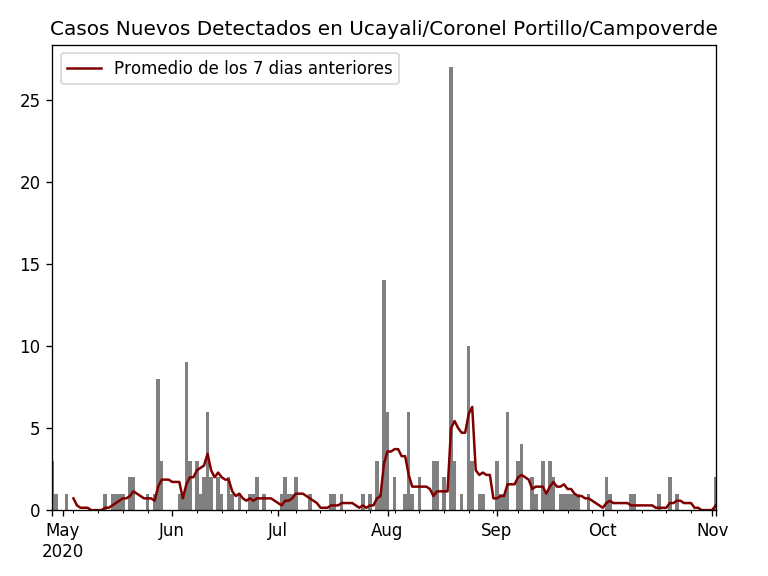 Casos Nuevos Detectados en Ucayali/Coronel Portillo/Campoverde
Promedio de los 7 dias anteriores
25
20
15
10
5
0
May Jun Jul Aug Sep Oct Nov
2020